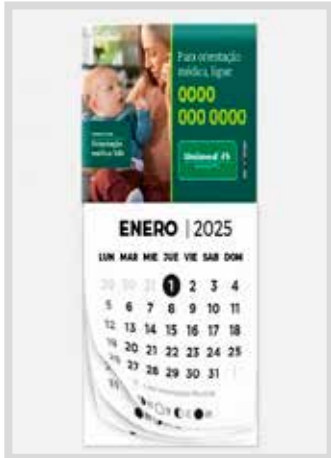 Para orientação
médica, ligue:
0000
000 0000
Orientação
Unimed
ENERO | 2025
LUN MAR MIE JUE VIE SAB DOM
30 31 1 2 3 4
5 6 7 8 9 10 11
12 13 14 15 16 17 18
19 20 21 22 23 24 25
26 27 28 29 30 31 1